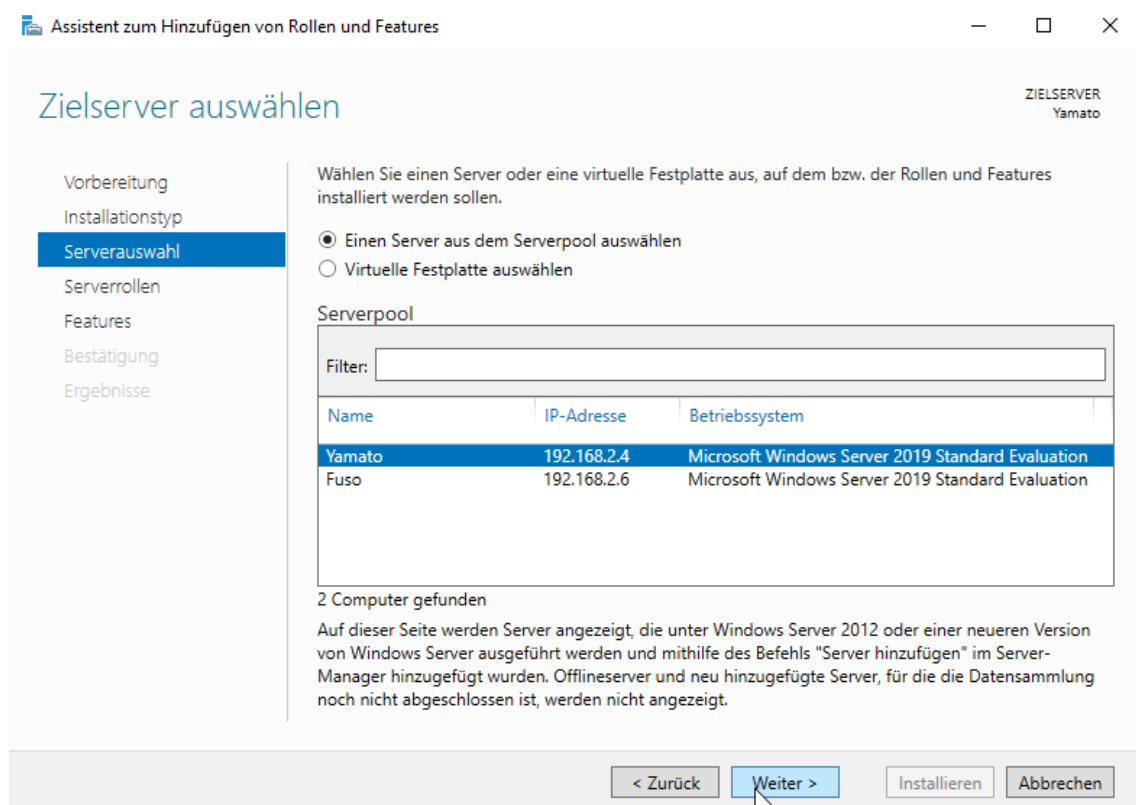 Assistent zum Hinzufügen von Rollen und Features
Zielserver auswählen
ZIELSERVER
Yamato
Vorbereitung
Installationstyp
Serverauswahl
Serverrollen
Features
Bestätigung
Ergebnisse
Wählen Sie einen Server oder eine virtuelle Festplatte aus, auf dem bzw. der Rollen und Features
installiert werden sollen.
Einen Server aus dem Serverpool auswählen
Virtuelle Festplatte auswählen
Serverpool
Filter:
Name IP-Adresse Betriebssystem
Yamato 192.168.2.4 Microsoft Windows Server 2019 Standard Evaluation
Fuso 192.168.2.6 Microsoft Windows Server 2019 Standard Evaluation
2 Computer gefunden
Auf dieser Seite werden Server angezeigt, die unter Windows Server 2012 oder einer neueren Version
von Windows Server ausgeführt werden und mithilfe des Befehls "Server hinzufügen" im Server-
Manager hinzugefügt wurden. Offlineserver und neu hinzugefügte Server, für die die Datensammlung
noch nicht abgeschlossen ist, werden nicht angezeigt.
< Zurück Weiter > Installieren Abbrechen